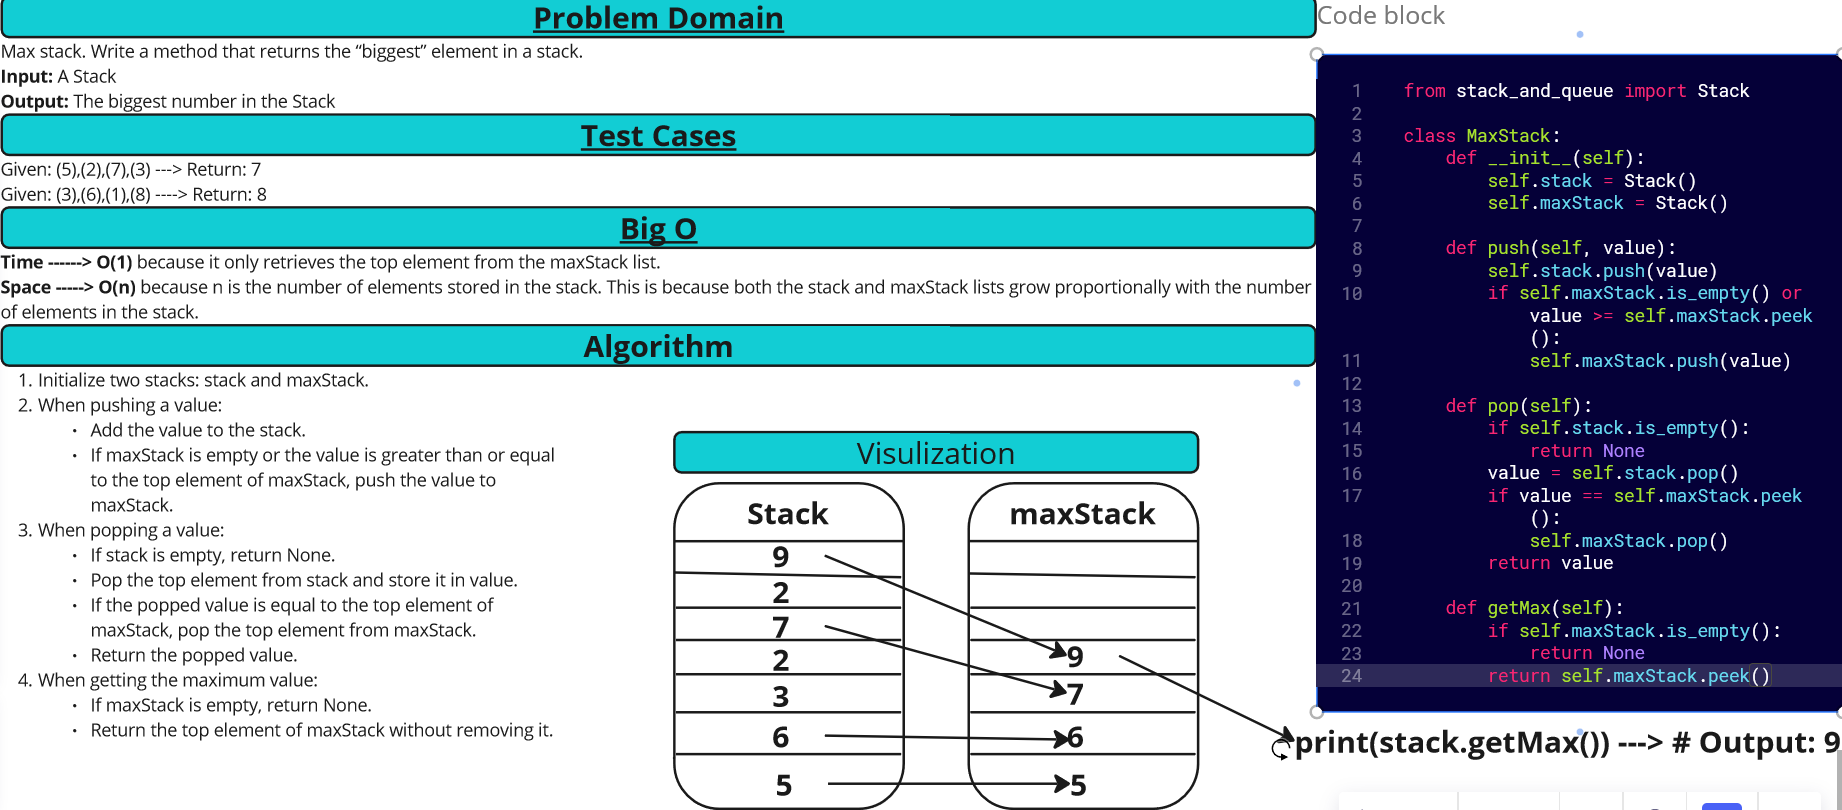 Problem Domain
Max stack. Write a method that returns the “biggest” element in a stack.
Input: A Stack
Output: The biggest number in the Stack
Test Cases
Given: (5),(2),(7),(3) ---> Return: 7
Given: (3),(6),(1),(8) ----> Return: 8
Big O
Time ------> O(1) because it only retrieves the top element from the maxStack list.
Space -----> O(n) because n is the number of elements stored in the stack. This is because both the stack and maxStack lists grow proportionally with the number
of elements in the stack.
Algorithm
1. Initialize two stacks: stack and maxStack.
2. When pushing a value:
• Add the value to the stack.
• If maxStack is empty or the value is greater than or equal
to the top element of maxStack, push the value to
maxStack.
3. When popping a value:
• If stack is empty, return None.
• Pop the top element from stack and store it in value.
• If the popped value is equal to the top element of
maxStack, pop the top element from maxStack.
• Return the popped value.
4. When getting the maximum value:
• If maxStack is empty, return None.
• Return the top element of maxStack without removing it.
Visulization
Stack
9
2
7
2
3
6
5
maxStack
9
7
6
5
Code block
1 from stack_and_queue import Stack
2
3 class MaxStack:
4 def __init__(self):
5 self.stack = Stack()
6 self.maxStack = Stack()
7
8 def push(self, value):
9 self.stack.push(value)
10 if self.maxStack.is_empty() or
value >= self.maxStack.peek
():
11 self.maxStack.push(value)
12
13 def pop(self):
14 if self.stack.is_empty():
15 return None
16 value = self.stack.pop()
17 if value == self.maxStack.peek
():
18 self.maxStack.pop()
19 return value
20
21 def getMax(self):
22 if self.maxStack.is_empty():
23 return None
24 return self.maxStack.peek()
print(stack.getMax()) ---> # Output: 9